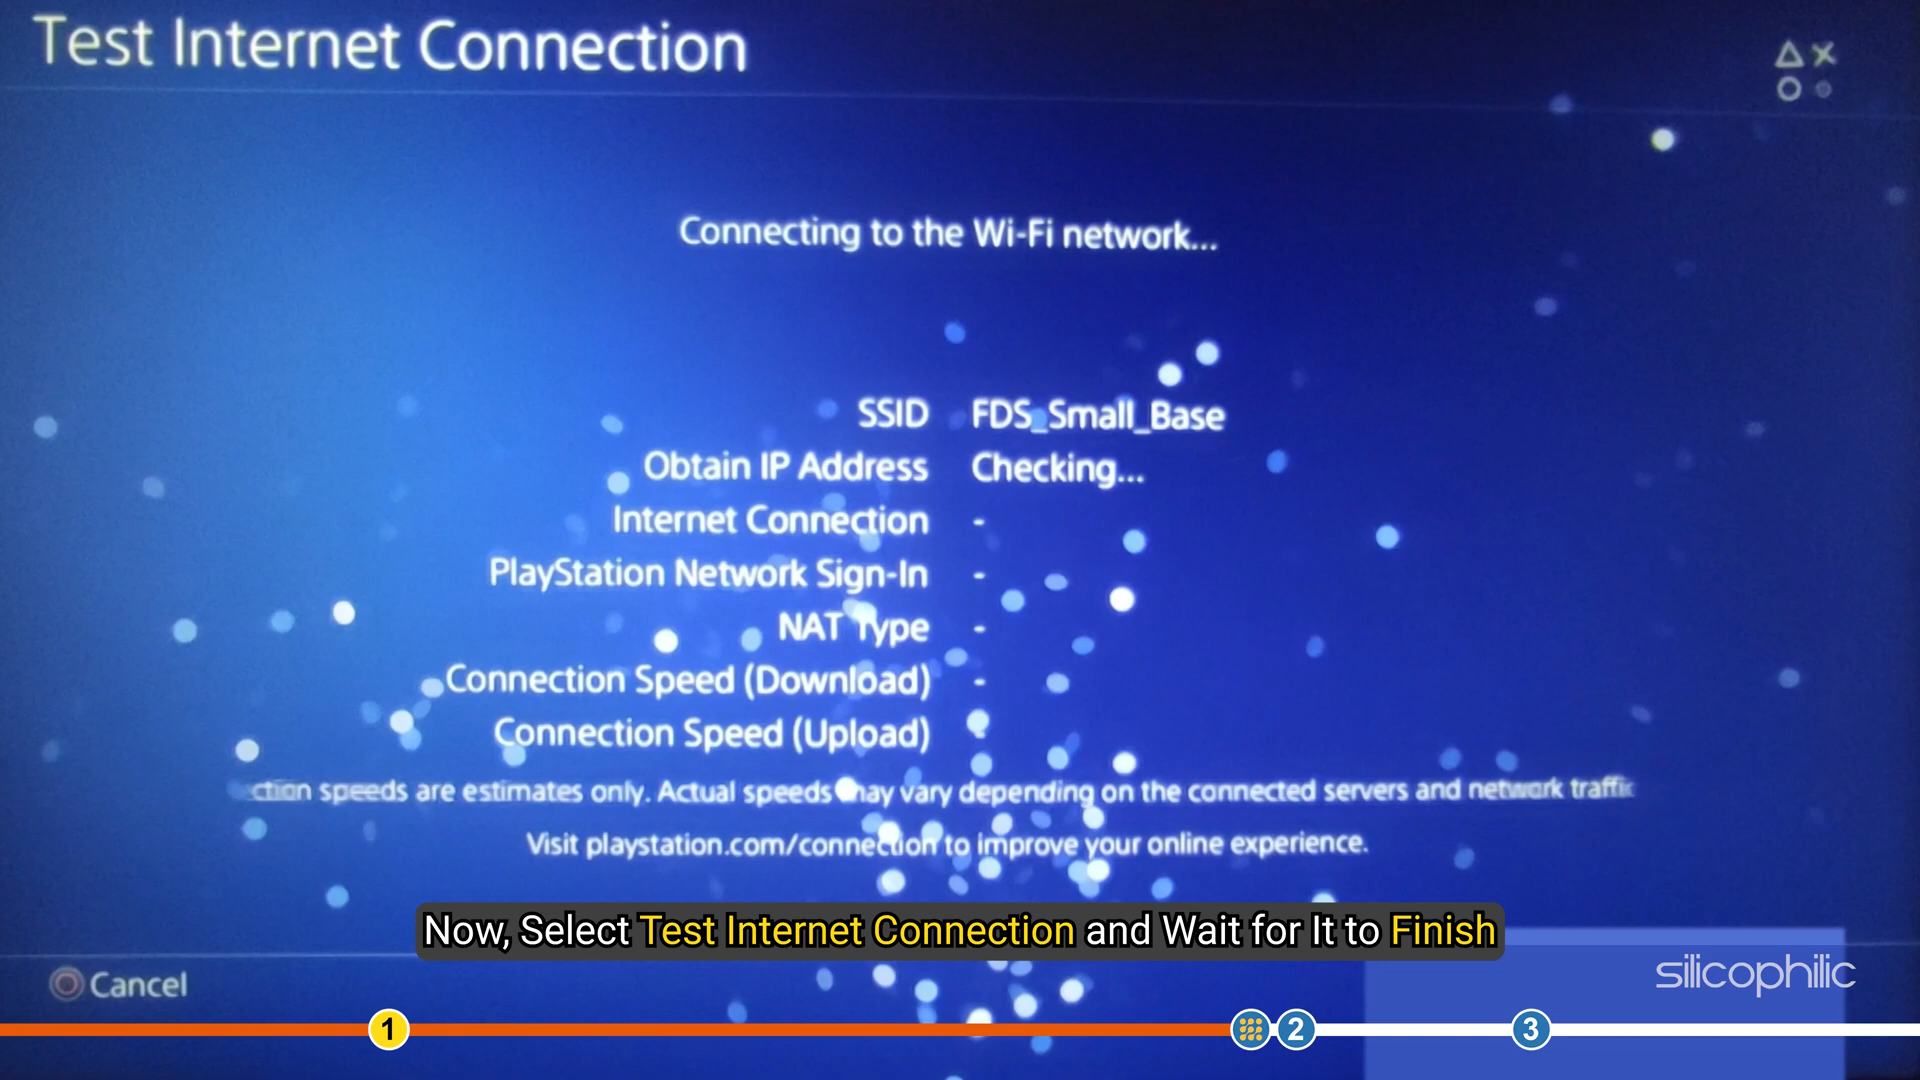 Test Internet Connection
Connecting to the Wi-Fi network...
SSID FDS_Small_Base
Obtain IP Address Checking...
Internet Connection -
PlayStation Network Sign-In -
NAT Type -
Connection Speed (Download) -
Connection Speed (Upload) -
ction speeds are estimates only. Actual speeds may vary depending on the connected servers and network traffic
Visit playstation.com/connection to improve your online experience.
Now, Select Test Internet Connection and Wait for It to Finish
Cancel
silicophilic
1 2 3